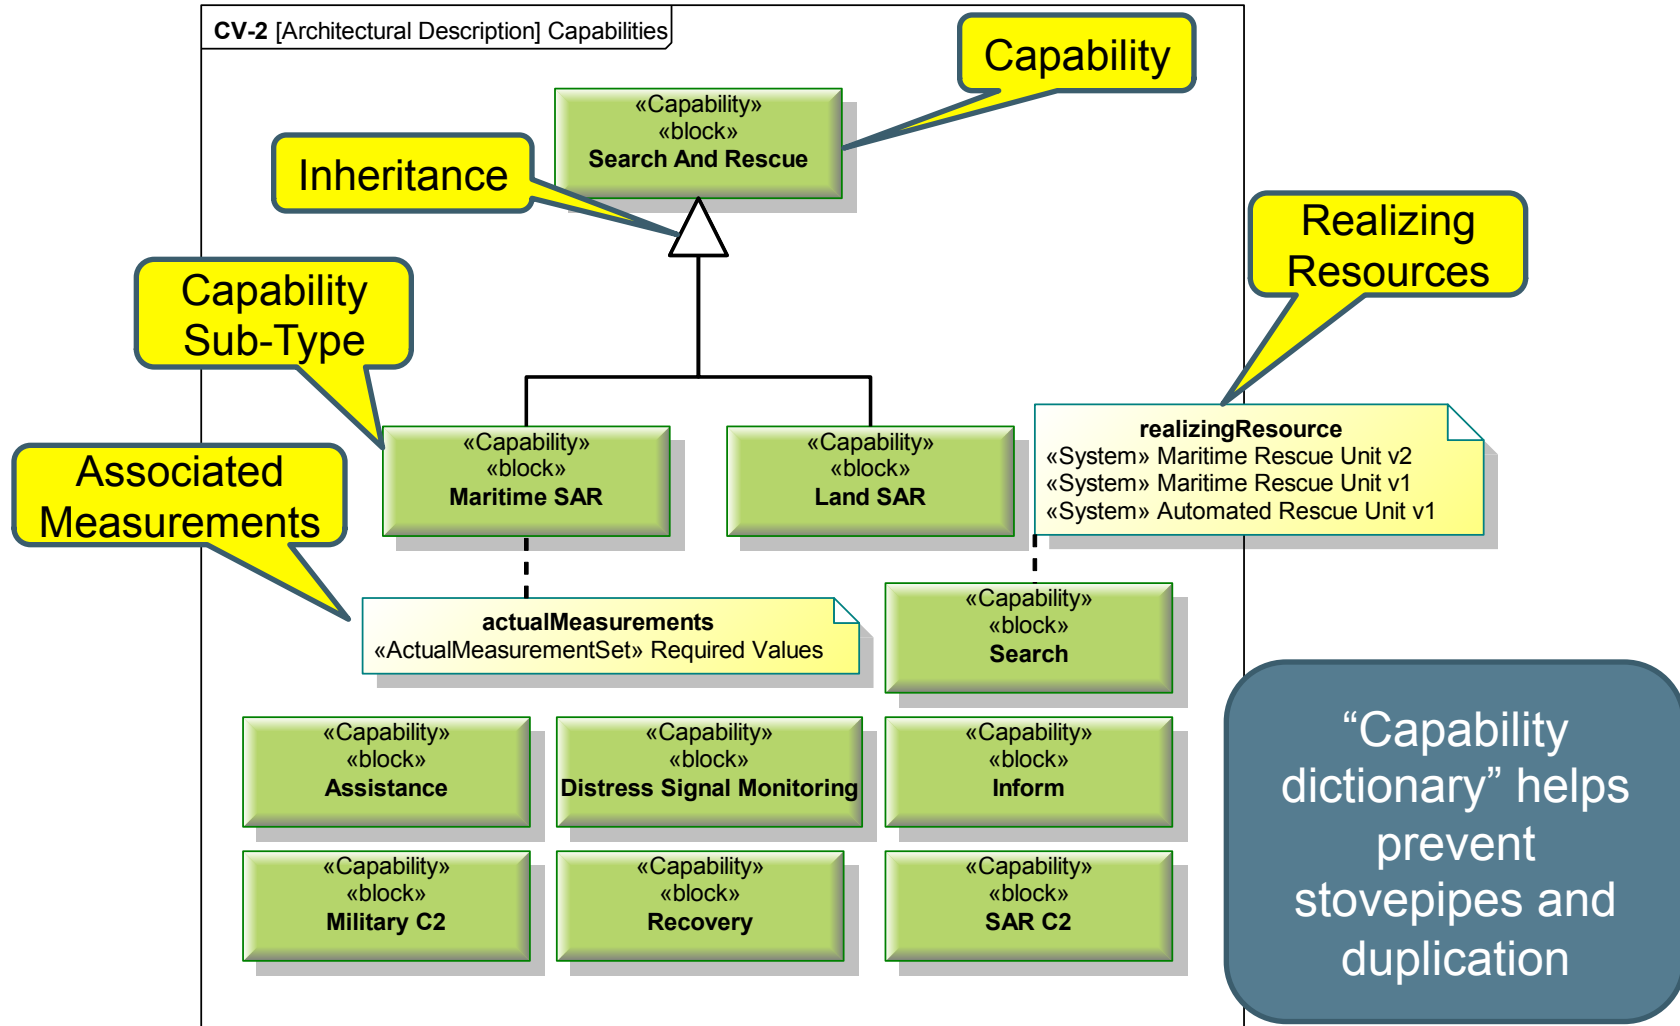 CV-2 [Architectural Description] Capabilities
Capability
«Capability»
«block»
Search And Rescue
Inheritance
Realizing
Resources
Capability
Sub-Type
«Capability»
«block»
Maritime SAR
«Capability»
«block»
Land SAR
realizingResource
«System» Maritime Rescue Unit v2
«System» Maritime Rescue Unit v1
«System» Automated Rescue Unit v1
Associated
Measurements
actualMeasurements
«ActualMeasurementSet» Required Values
«Capability»
«block»
Search
«Capability»
«block»
Assistance
«Capability»
«block»
Distress Signal Monitoring
«Capability»
«block»
Inform
«Capability»
«block»
Military C2
«Capability»
«block»
Recovery
«Capability»
«block»
SAR C2
“Capability
dictionary” helps
prevent
stovepipes and
duplication